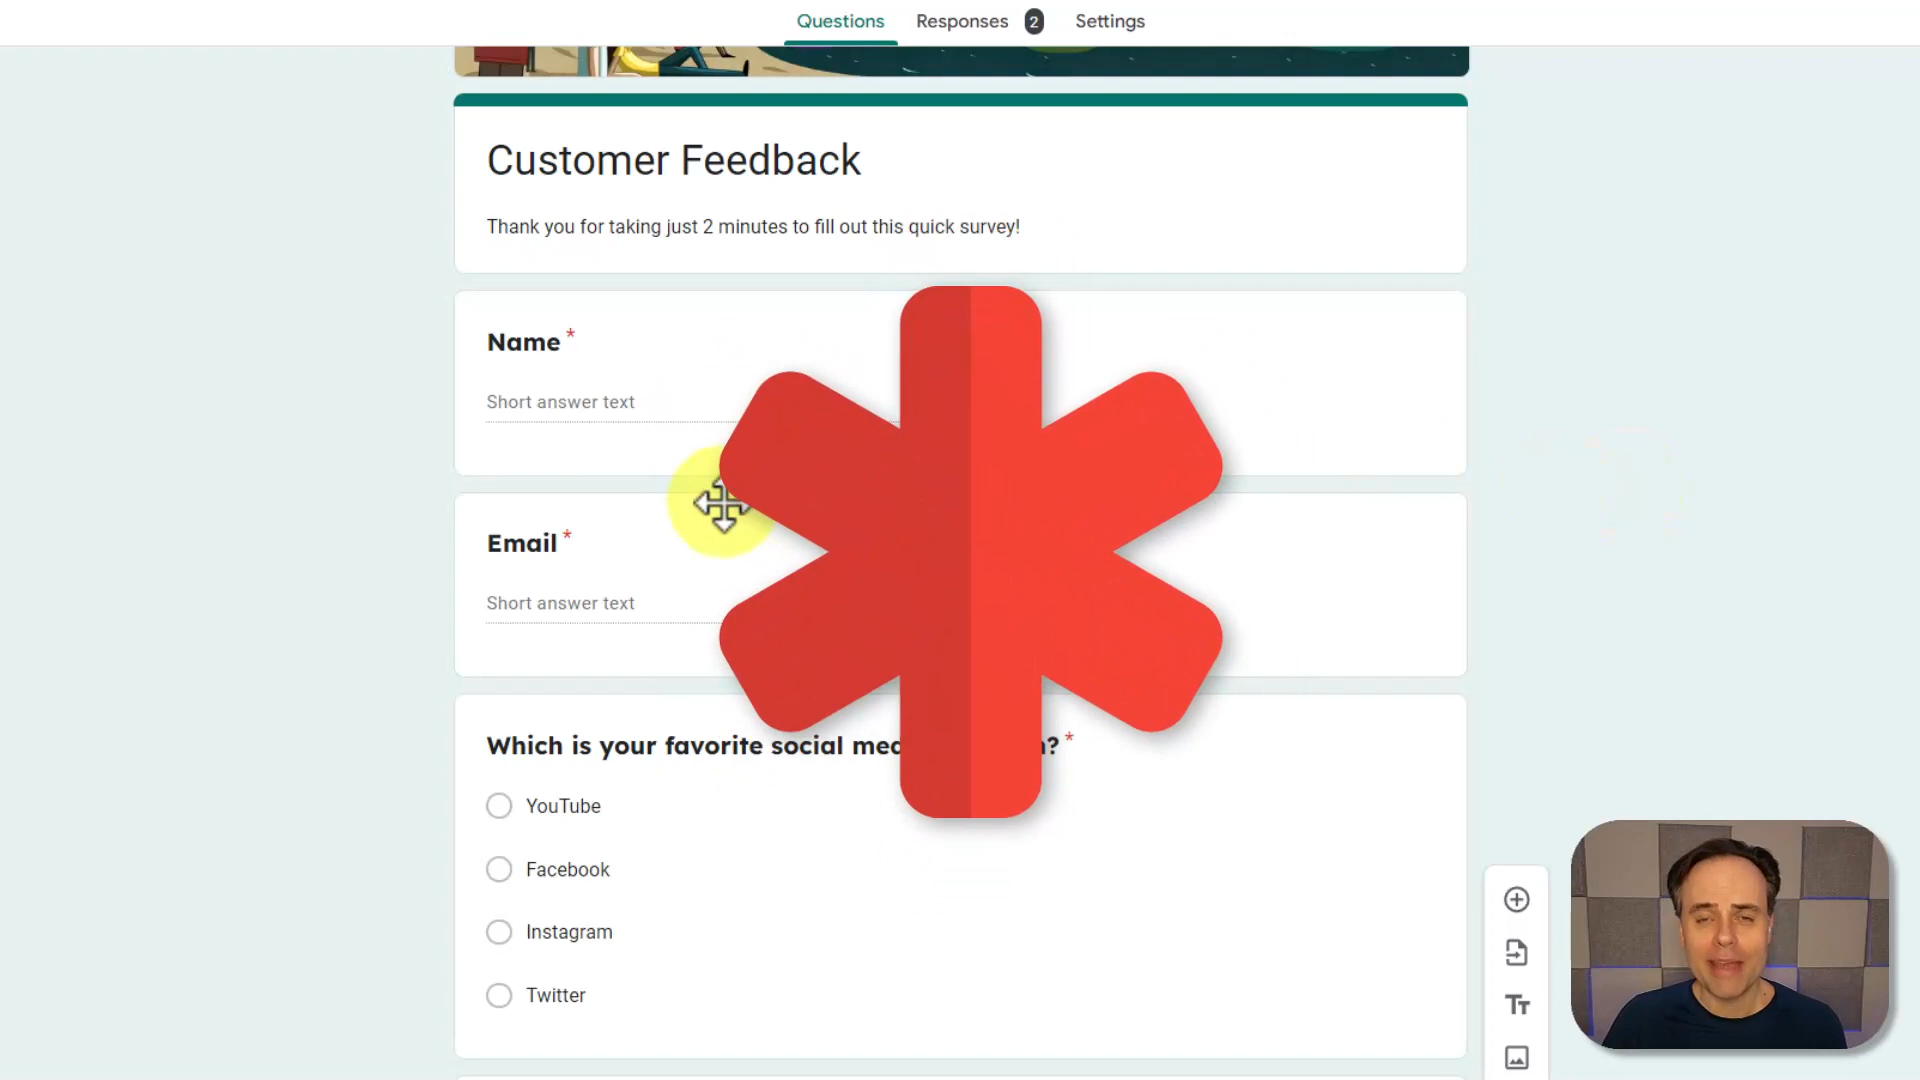 Questions
Responses 2
Settings
Customer Feedback
Thank you for taking just 2 minutes to fill out this quick survey!
Name *
Short answer text
Email *
Short answer text
Which is your favorite social ? *
YouTube
Facebook
Instagram
Twitter
Tт